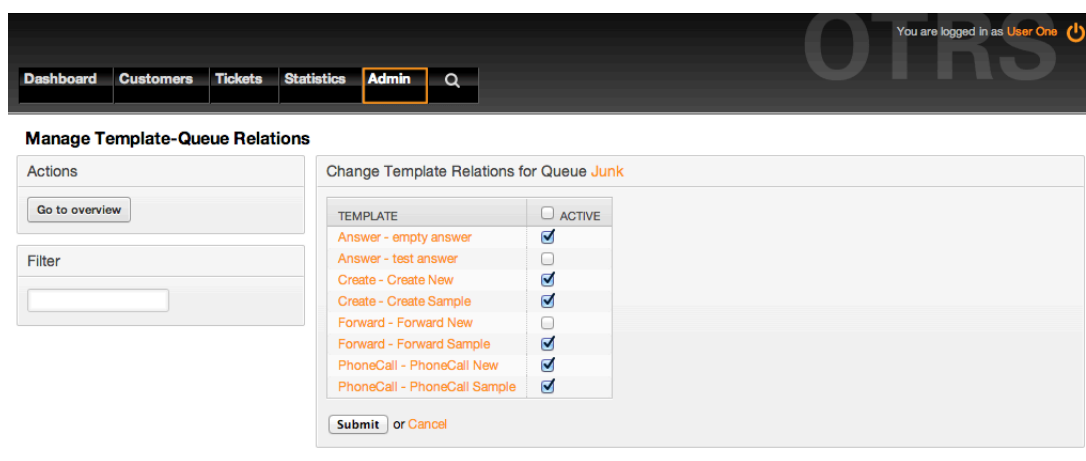 OTRS
You are logged in as User One
Dashboard Customers Tickets Statistics Admin
Manage Template-Queue Relations
Actions
Go to overview
Filter
Change Template Relations for Queue Junk
TEMPLATE ACTIVE
Answer - empty answer
Answer - test answer
Create - Create New
Create - Create Sample
Forward - Forward New
Forward - Forward Sample
PhoneCall - PhoneCall New
PhoneCall - PhoneCall Sample
Submit or Cancel